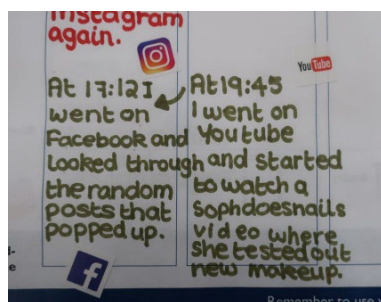 Instagram
again.
At 17:12 I
went on
Facebook and
Looked through
the random
posts that
popped up.
YouTube
At 19:45
I went on
Youtube
and started
to watch a
sophdoesnails
video where
she tested out
new makeup.
Remember to use